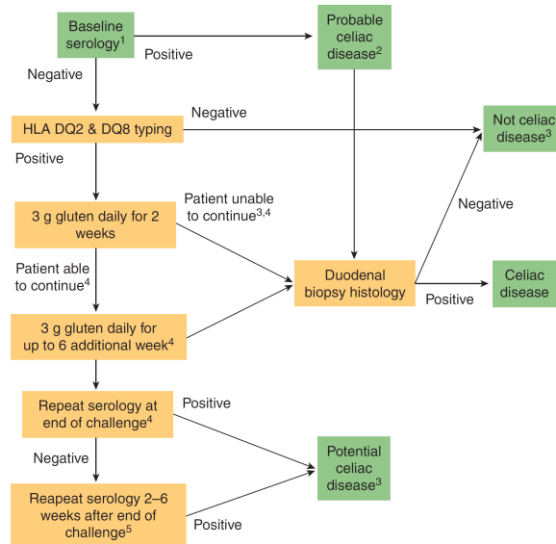 Baseline
serology¹
Positive
Probable
celiac
disease²
Negative
HLA DQ2 & DQ8 typing
Negative
Not celiac
disease³
Positive
3 g gluten daily for 2
weeks
Patient unable
to continue³,⁴
Negative
Patient able
to continue⁴
Duodenal
biopsy histology
Positive
Celiac
disease
3 g gluten daily for
up to 6 additional week⁴
Repeat serology at
end of challenge⁴
Positive
Negative
Potential
celiac
disease³
Reapeat serology 2–6
weeks after end of
challenge⁵
Positive